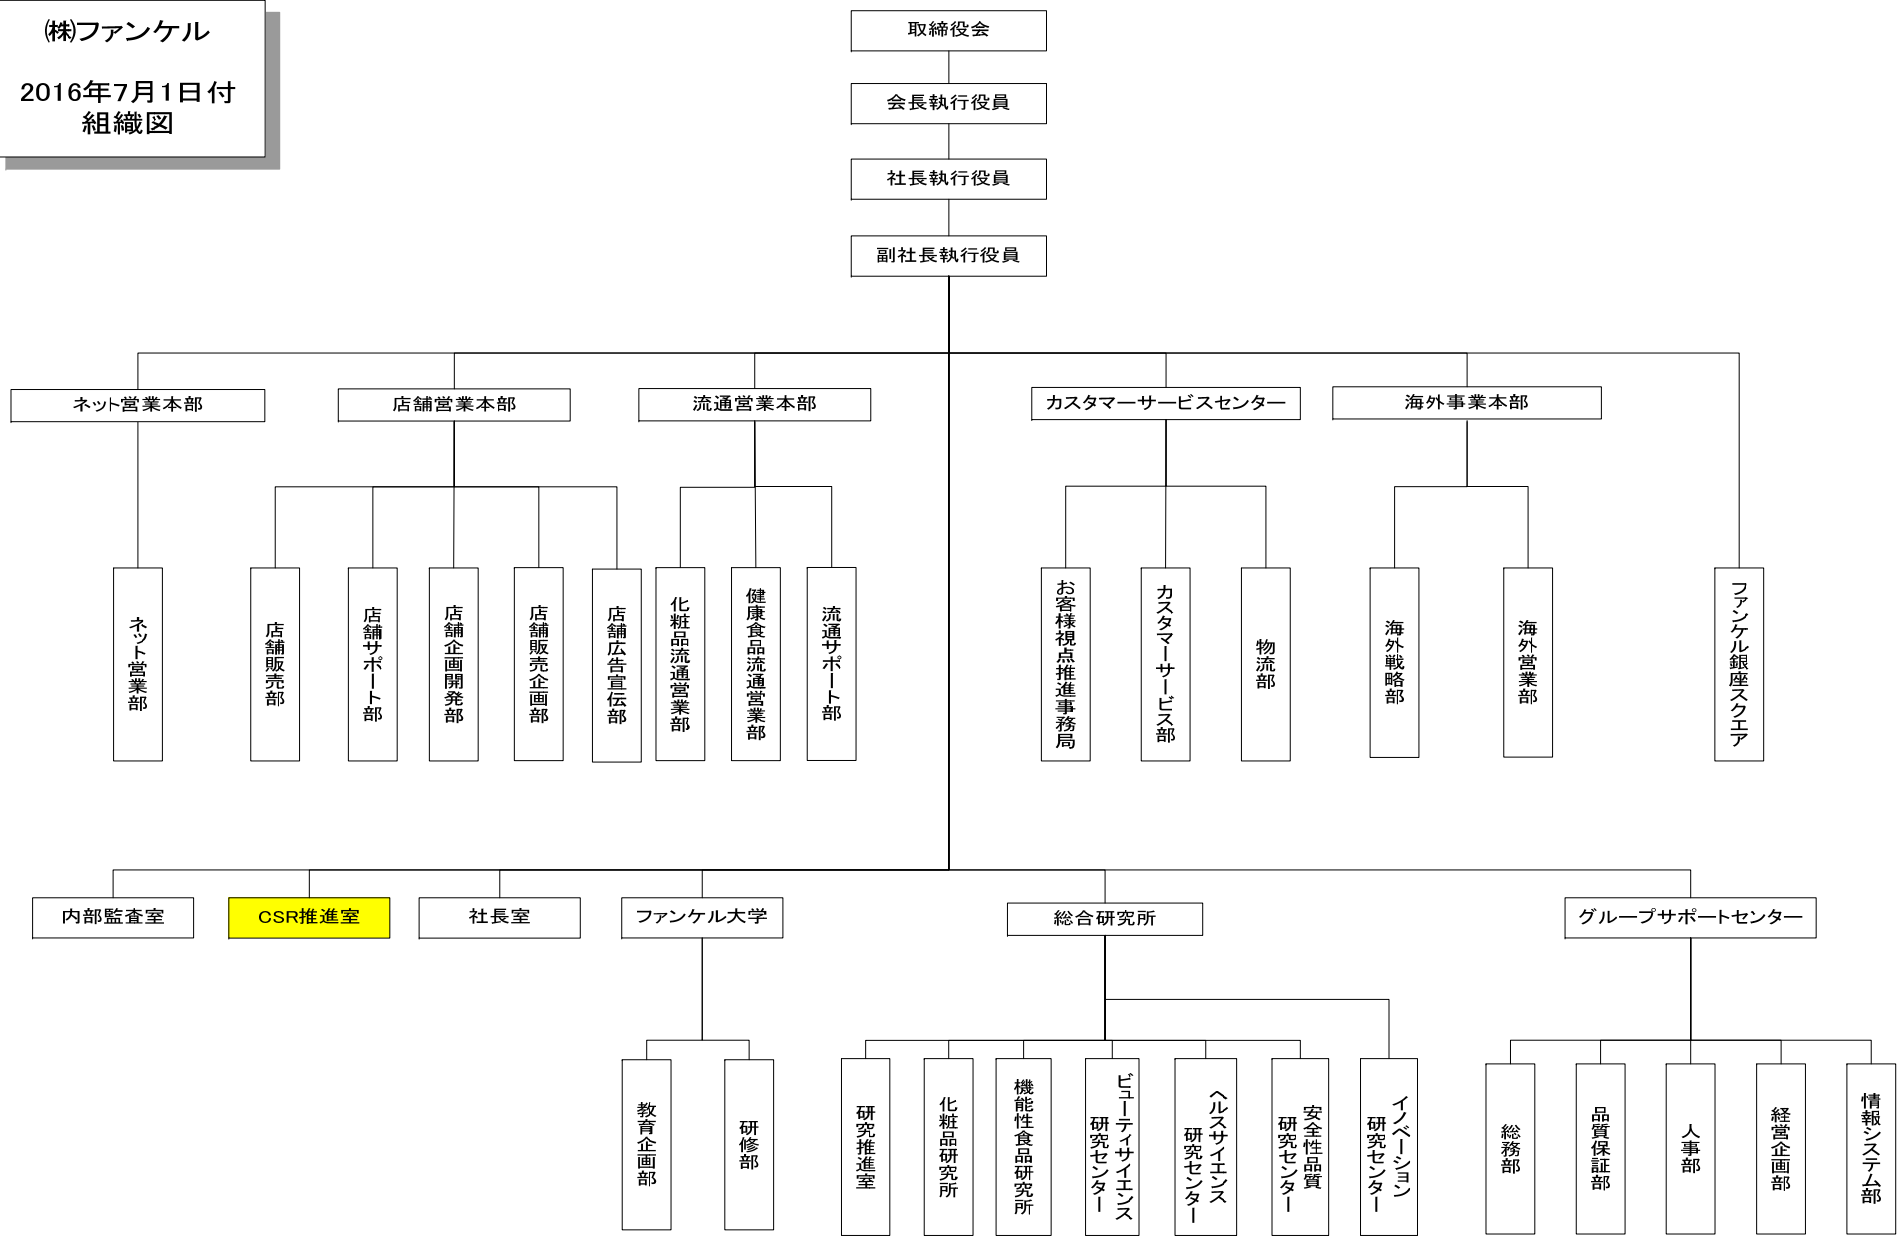 ㈱ファンケル
2016年7月1日付
組織図
取締役会
会長執行役員
社長執行役員
副社長執行役員
ネット営業本部
店舗営業本部
流通営業本部
カスタマーサービスセンター
海外事業本部
ネット営業部
店舗販売部
店舗サポート部
店舗企画開発部
店舗販売企画部
店舗広告宣伝部
化粧品流通営業部
健康食品流通営業部
流通サポート部
お客様視点推進事務局
カスタマーサービス部
物流部
海外戦略部
海外営業部
ファンケル銀座スクエア
内部監査室
CSR推進室
社長室
ファンケル大学
総合研究所
グループサポートセンター
教育企画部
研修部
研究推進室
化粧品研究所
機能性食品研究所
ビューティサイエンス
研究センター
ヘルスサイエンス
研究センター
安全性品質
研究センター
イノベーション
研究センター
総務部
品質保証部
人事部
経営企画部
情報システム部